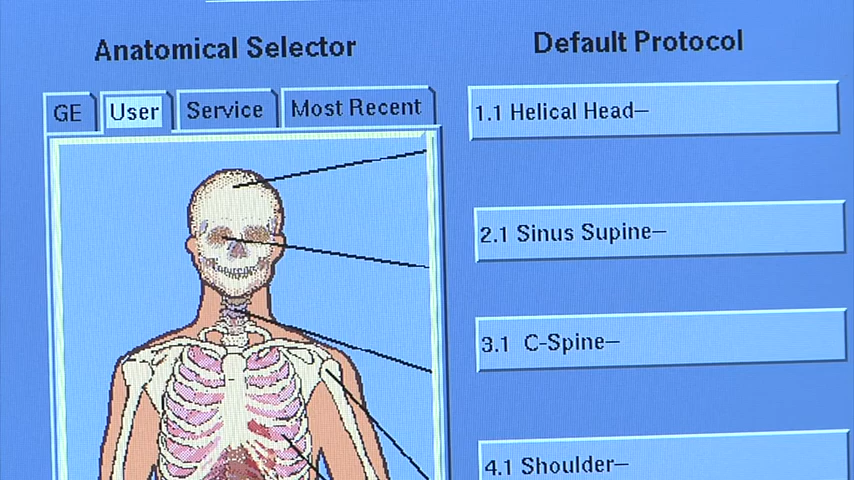 Anatomical Selector
Default Protocol
GE
User
Service
Most Recent
1.1 Helical Head–
2.1 Sinus Supine–
3.1 C-Spine–
4.1 Shoulder–